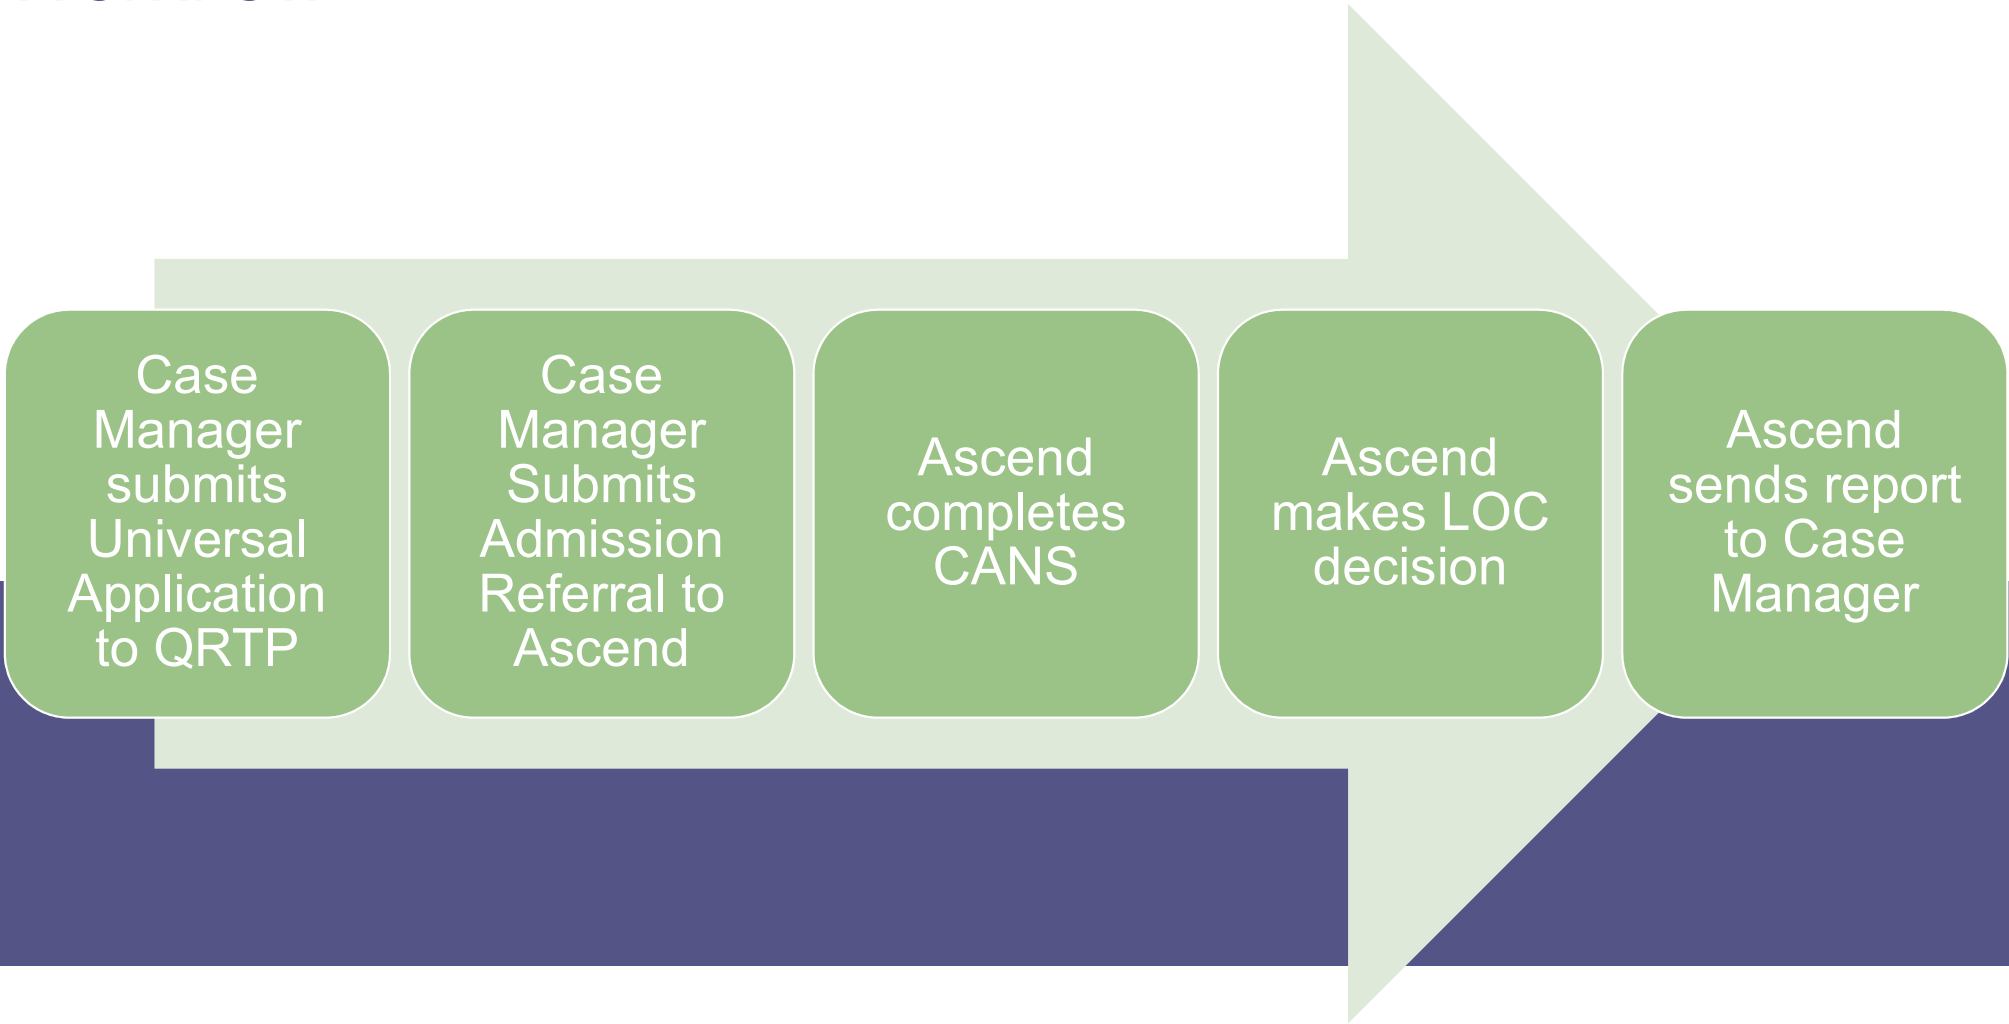 Case
Manager
submits
Universal
Application
to QRTP
Case
Manager
Submits
Admission
Referral to
Ascend
Ascend
completes
CANS
Ascend
makes LOC
decision
Ascend
sends report
to Case
Manager